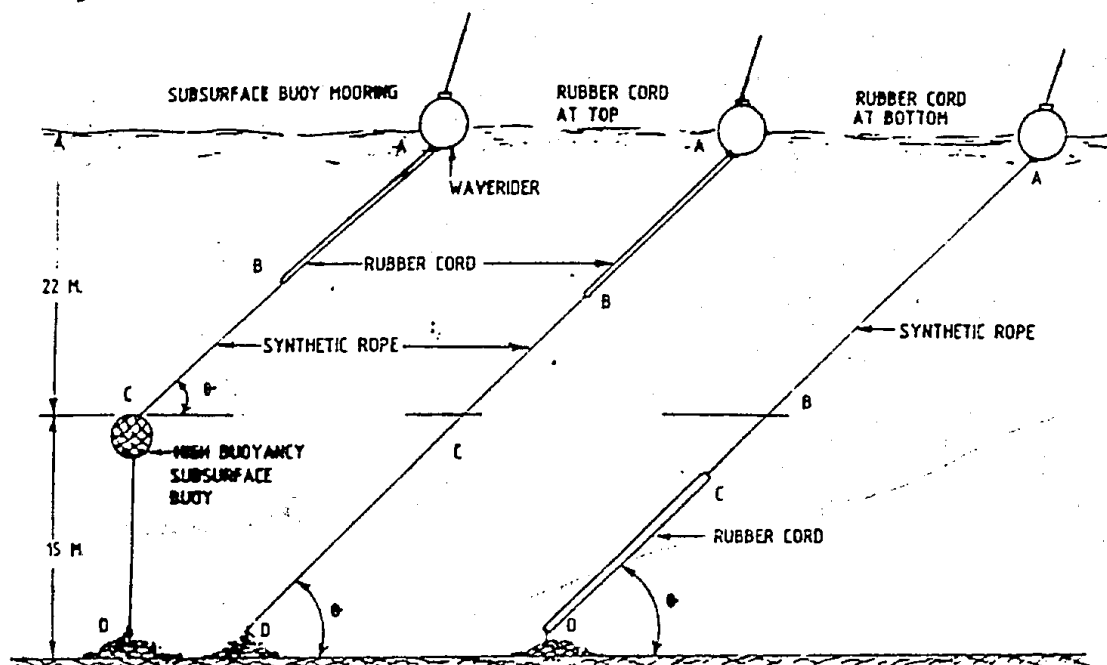 SUBSURFACE BUOY MOORING
RUBBER CORD
AT TOP
RUBBER CORD
AT BOTTOM
A
A
A
WAVERIDER
B
RUBBER CORD
B
22 M.
SYNTHETIC ROPE
SYNTHETIC ROPE
C
θ
B
C
HIGH BUOYANCY
SUBSURFACE
BUOY
C
15 M.
RUBBER CORD
θ
θ
D
D
D